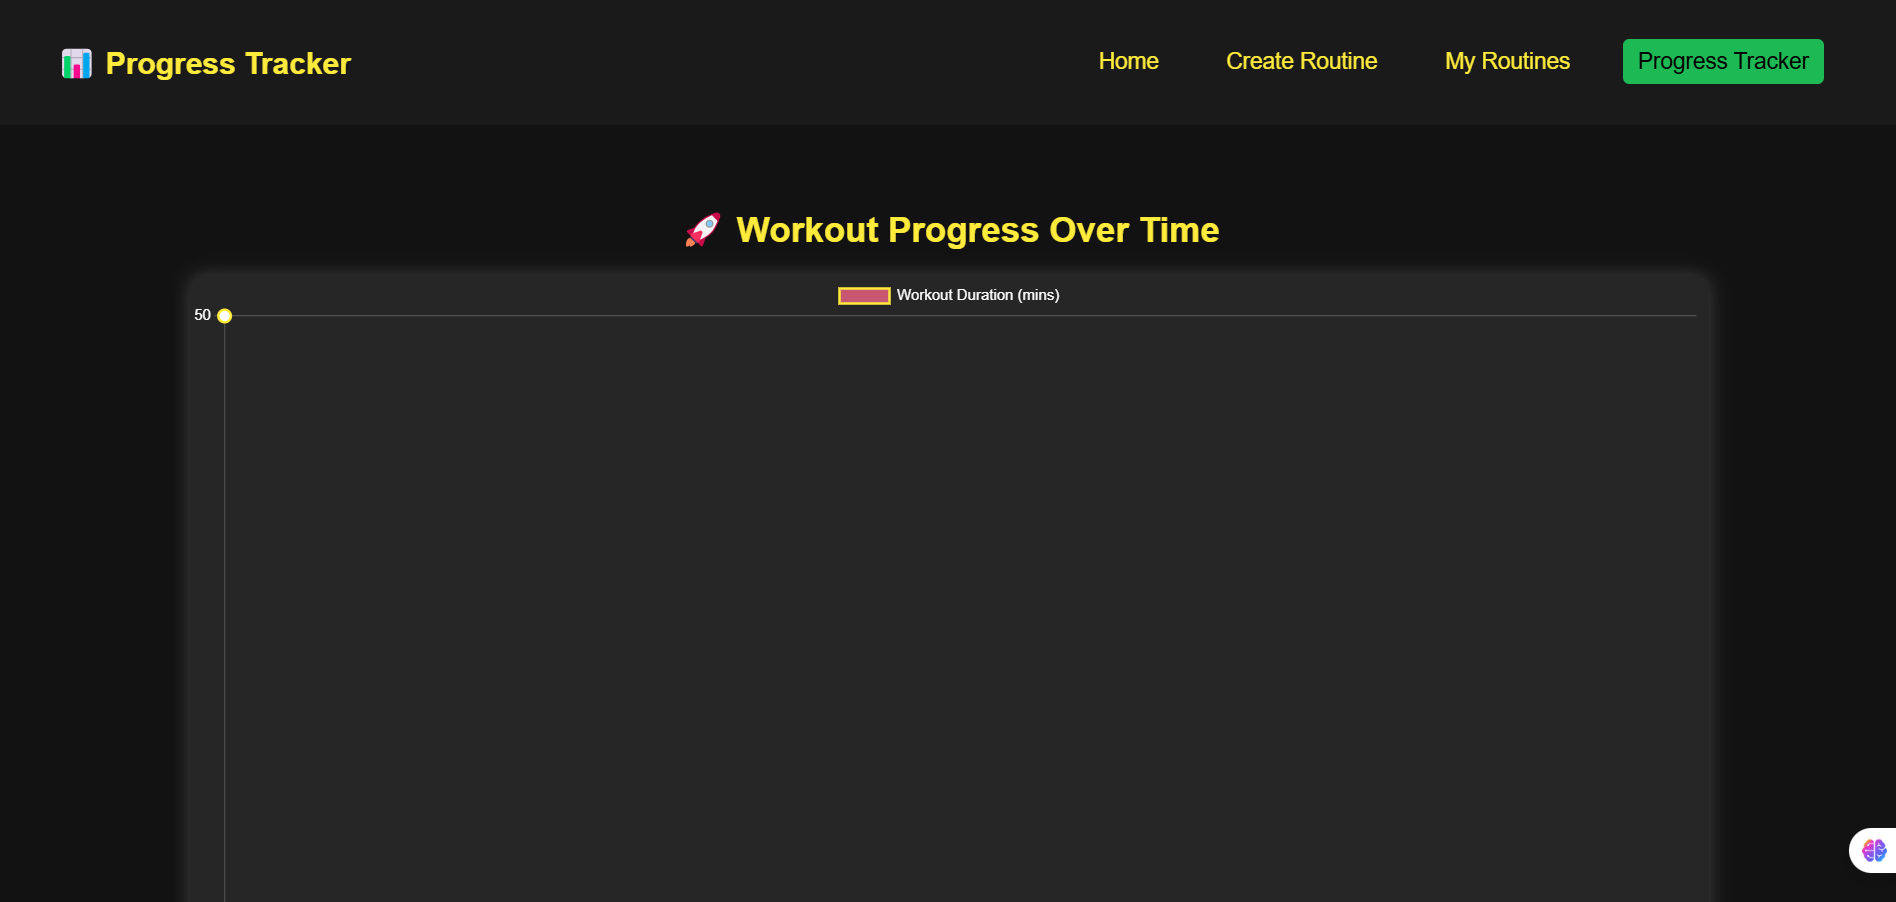 Progress Tracker
Home
Create Routine
My Routines
Progress Tracker
Workout Progress Over Time
Workout Duration (mins)
50